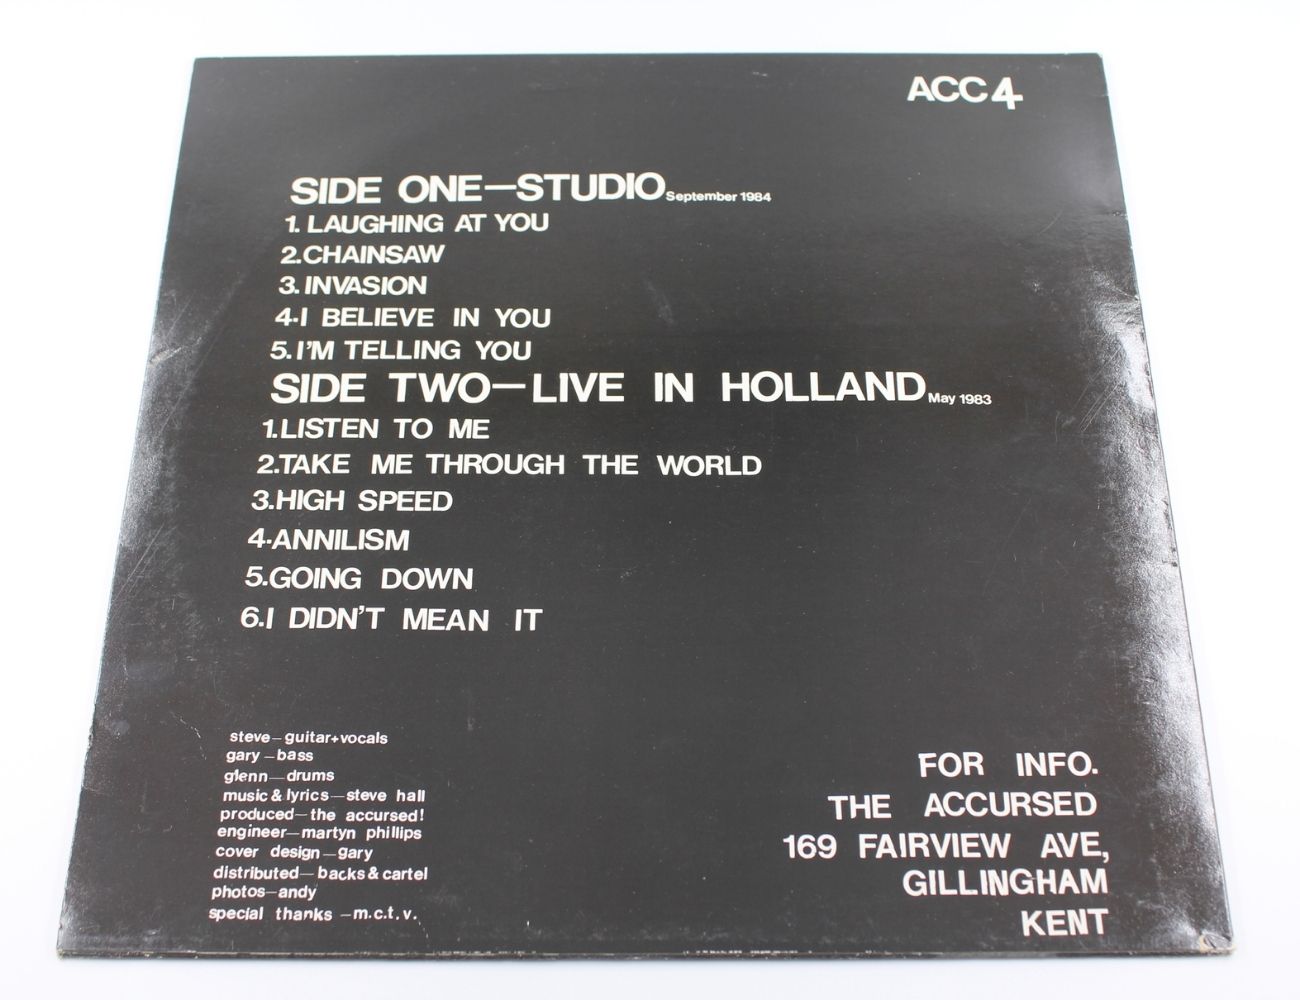 ACC 4
SIDE ONE—STUDIO September 1984
1. LAUGHING AT YOU
2. CHAINSAW
3. INVASION
4. I BELIEVE IN YOU
5. I'M TELLING YOU
SIDE TWO—LIVE IN HOLLAND May 1983
1. LISTEN TO ME
2. TAKE ME THROUGH THE WORLD
3. HIGH SPEED
4. ANNILISM
5. GOING DOWN
6. I DIDN'T MEAN IT
steve—guitar+vocals
gary—bass
glenn—drums
music & lyrics—steve hall
produced—the accursed!
engineer—martyn phillips
cover design—gary
distributed—backs & cartel
photos—andy
special thanks—m.c.t.v.
FOR INFO.
THE ACCURSED
169 FAIRVIEW AVE,
GILLINGHAM
KENT